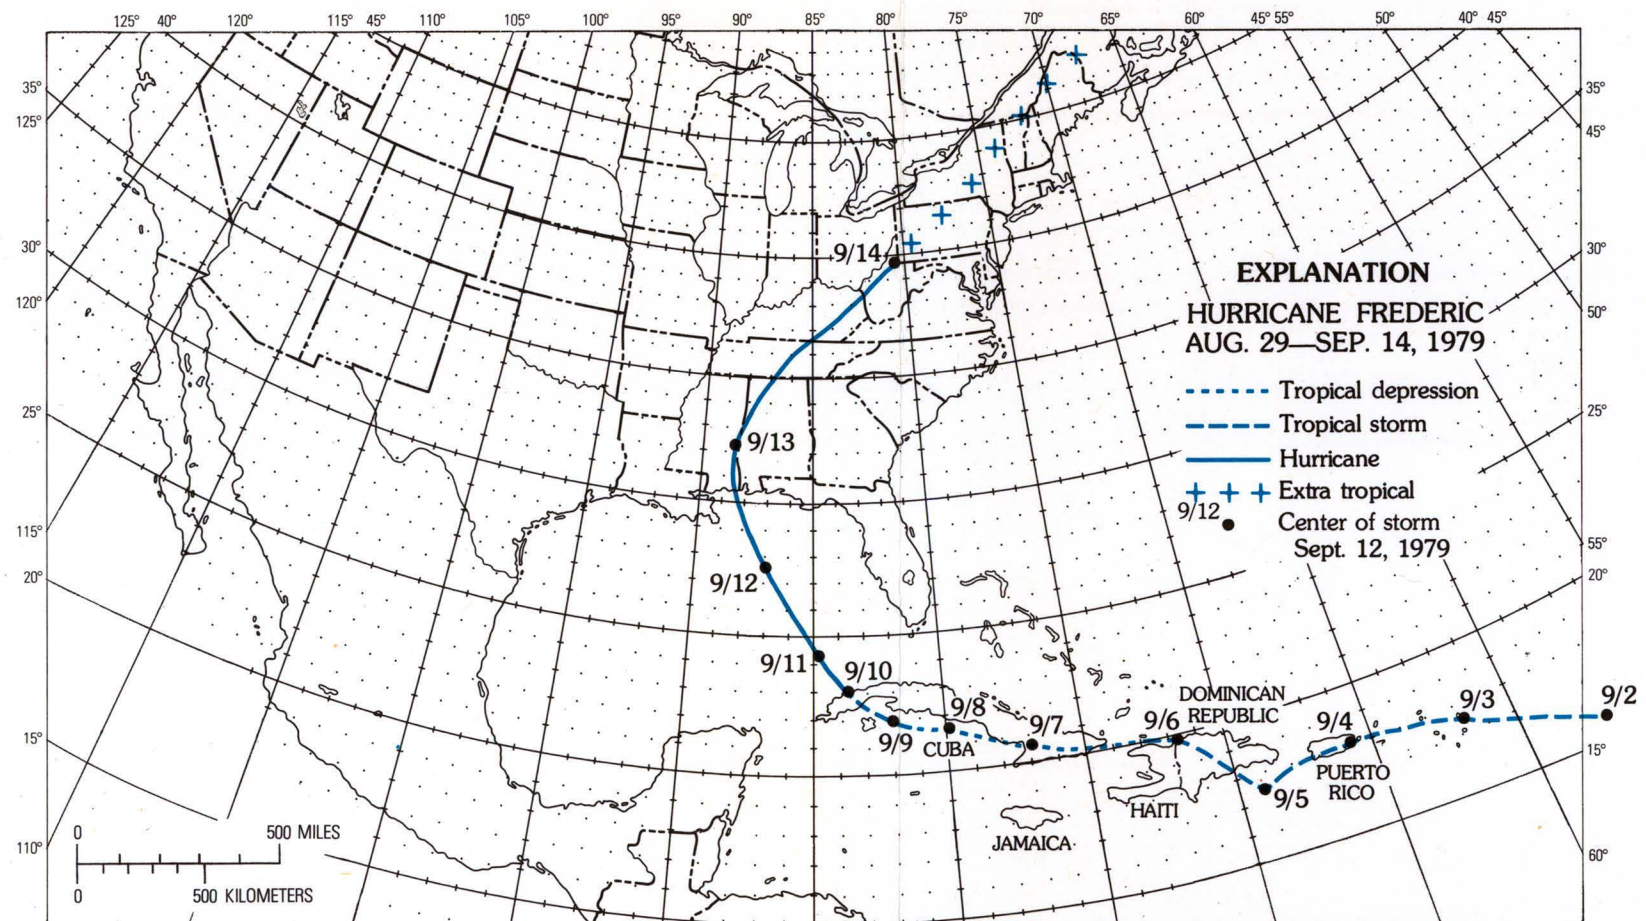 125° 40° 120° 115° 45° 110° 105° 100° 95° 90° 85° 80° 75° 70° 65° 60° 45° 55° 50° 40° 45°
35° 35°
125° 45°
30° 9/14 30°
EXPLANATION
120° HURRICANE FREDERIC 50°
AUG. 29—SEP. 14, 1979
Tropical depression
25° 25°
Tropical storm
9/13 Hurricane
Extra tropical
9/12 Center of storm
Sept. 12, 1979
115° 55°
20° 9/12 20°
9/11 9/10
DOMINICAN
REPUBLIC
9/8 9/7 9/6 9/4 9/3 9/2
15° 9/9 CUBA 15°
PUERTO
RICO
9/5
HAITI
JAMAICA
0 500 MILES
110° 60°
0 500 KILOMETERS